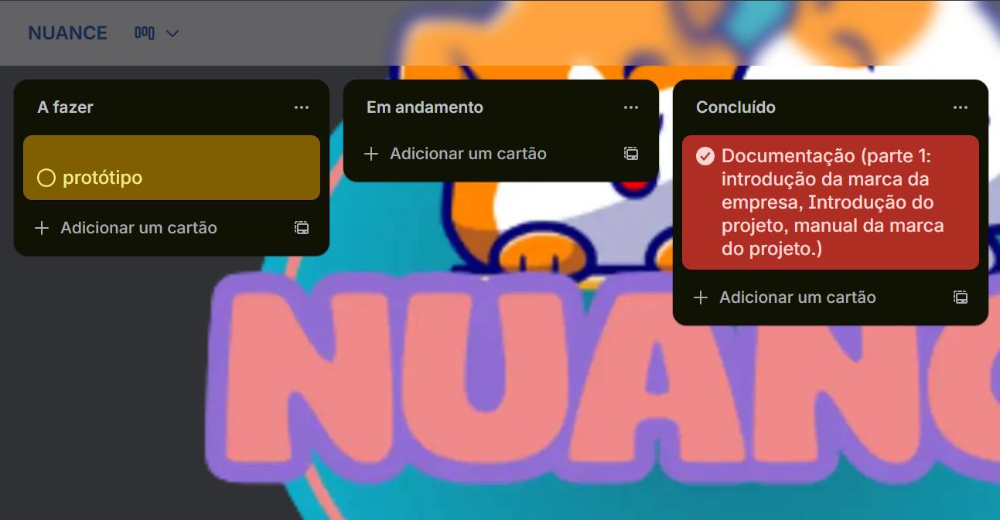 NUANCE
A fazer
protótipo
Adicionar um cartão
Em andamento
Adicionar um cartão
Concluído
Documentação (parte 1:
introdução da marca da
empresa, Introdução do
projeto, manual da marca
do projeto.)
Adicionar um cartão
NUANC